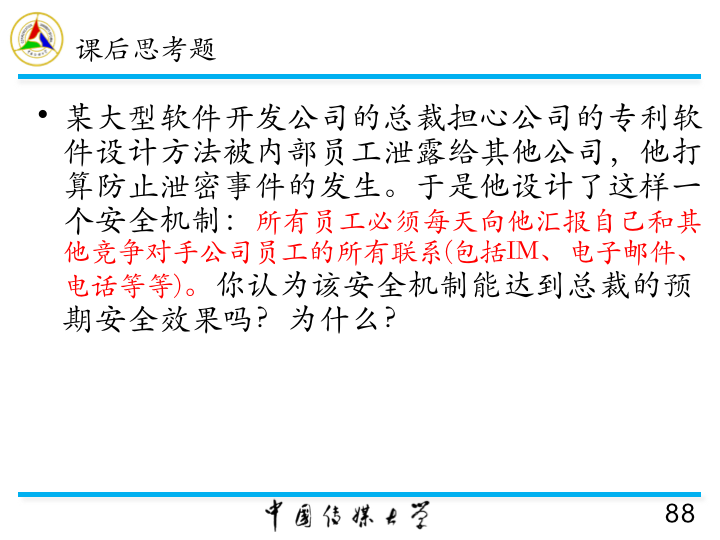 课后思考题
• 某大型软件开发公司的总裁担心公司的专利软
件设计方法被内部员工泄露给其他公司，他打
算防止泄密事件的发生。于是他设计了这样一
个安全机制：所有员工必须每天向他汇报自己和其
他竞争对手公司员工的所有联系(包括IM、电子邮件、
电话等等)。你认为该安全机制能达到总裁的预
期安全效果吗？为什么？
中国传媒大学
88